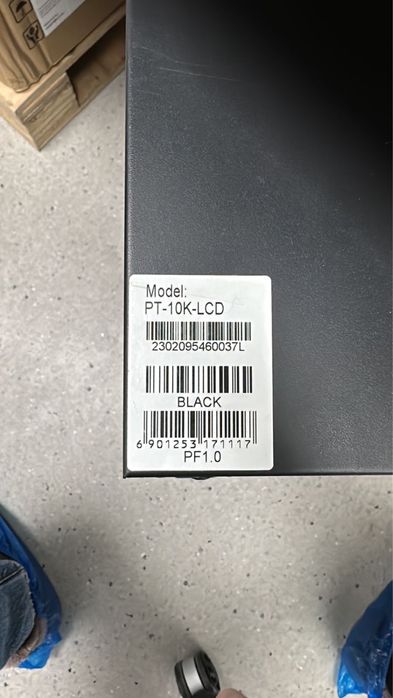 Model:
PT-10K-LCD
2302095460037L
BLACK
6 901253 171117
PF1.0